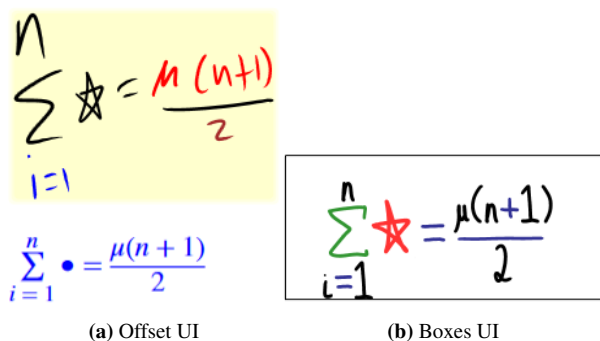 n
∑ ☆ = μ(n+1)
2
i=1
n
∑ • = μ(n + 1)
i = 1 2
(a) Offset UI
n
∑ ☆ = μ(n+1)
i=1 2
(b) Boxes UI